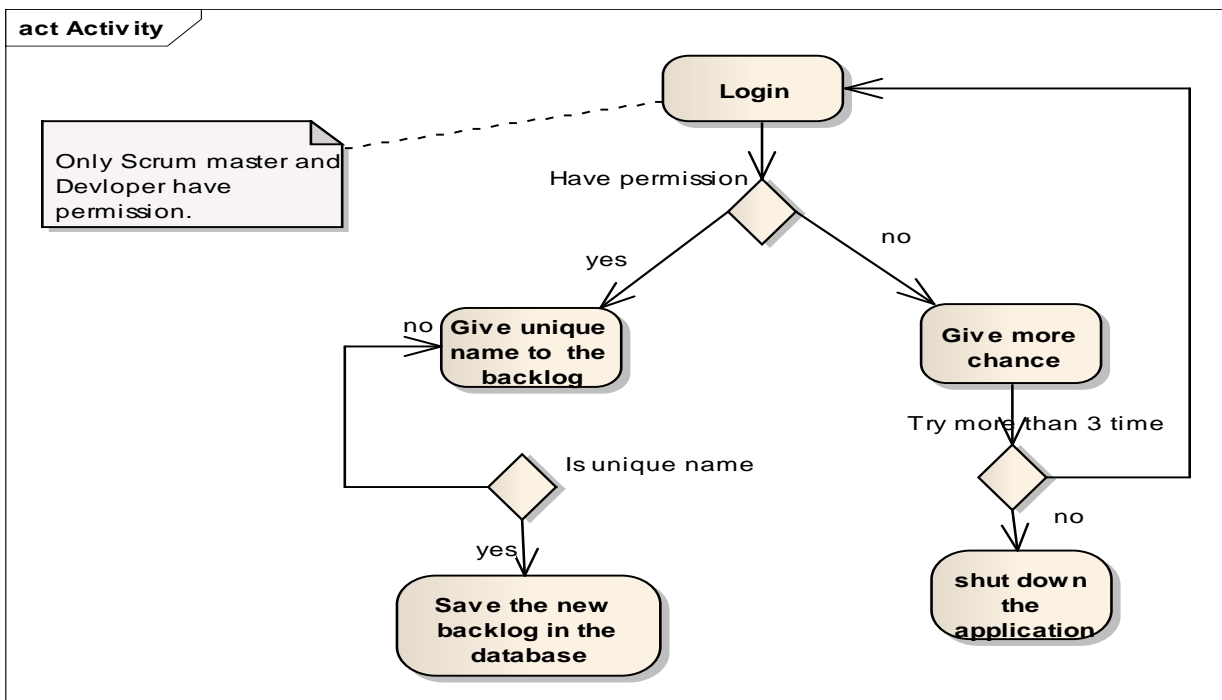 act Activity
Login
Only Scrum master and
Devloper have
permission.
Have permission
yes
no
no
Give unique
name to the
backlog
Give more
chance
Try more than 3 time
Is unique name
yes
no
Save the new
backlog in the
database
shut down
the
application